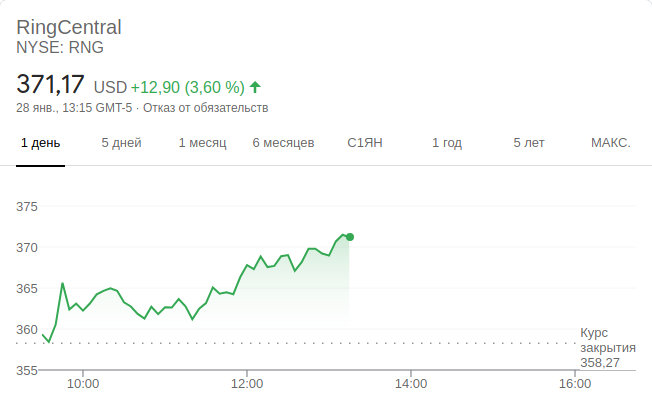 RingCentral
NYSE: RNG
371,17 USD +12,90 (3,60 %)
28 янв., 13:15 GMT-5 · Отказ от обязательств
1 день 5 дней 1 месяц 6 месяцев С1ЯН 1 год 5 лет МАКС.
375
370
365
360
355
Курс
закрытия
358,27
10:00 12:00 14:00 16:00